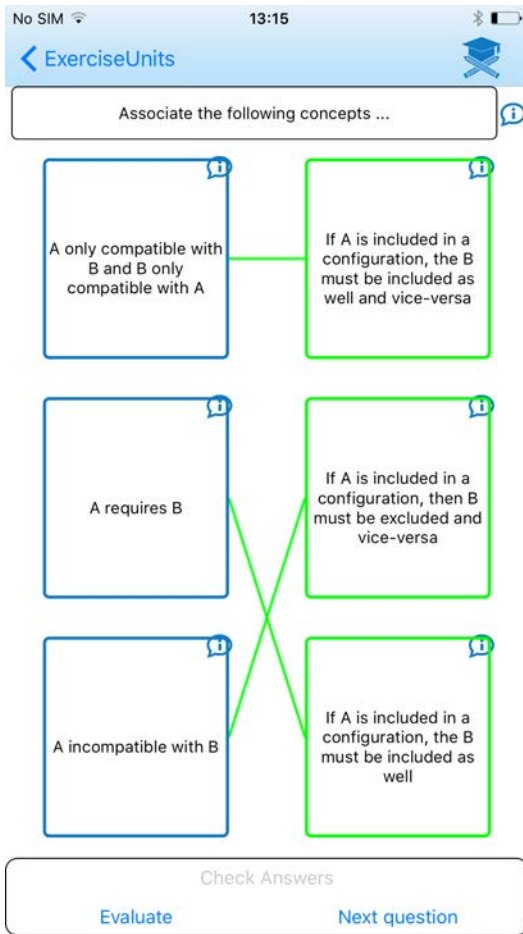 No SIM 13:15
ExerciseUnits
Associate the following concepts ...
A only compatible with
B and B only
compatible with A
If A is included in a
configuration, the B
must be included as
well and vice-versa
A requires B
If A is included in a
configuration, then B
must be excluded and
vice-versa
A incompatible with B
If A is included in a
configuration, the B
must be included as
well
Check Answers
Evaluate Next question